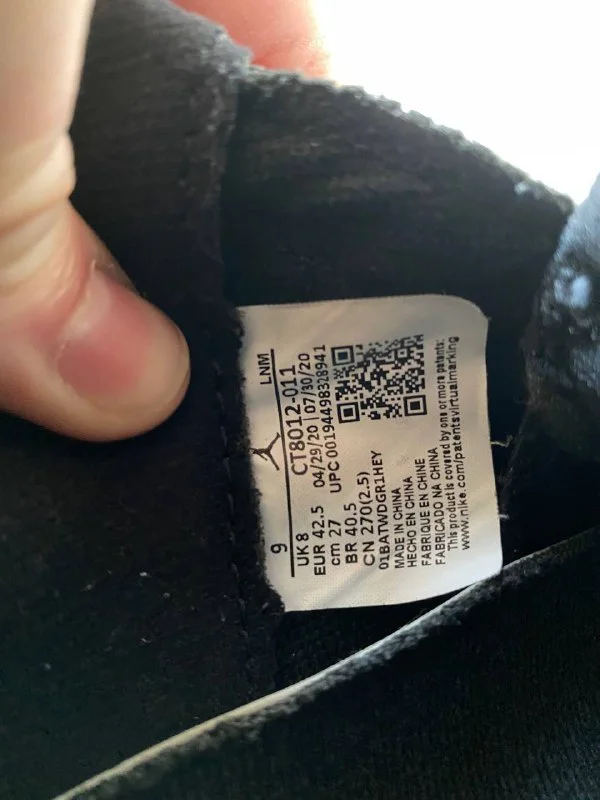 9 LNM
UK 8 CT8012-011
EUR 42.5 04/29/20 | 07/30/20
cm 27 UPC 00194498328941
BR 40.5
CN 270(2.5)
01BATWDGR1HEY
MADE IN CHINA
HECHO EN CHINA
FABRIQUE EN CHINE
FABRICADO NA CHINA
This product is covered by one or more patents:
www.nike.com/patentsvirtualmarking